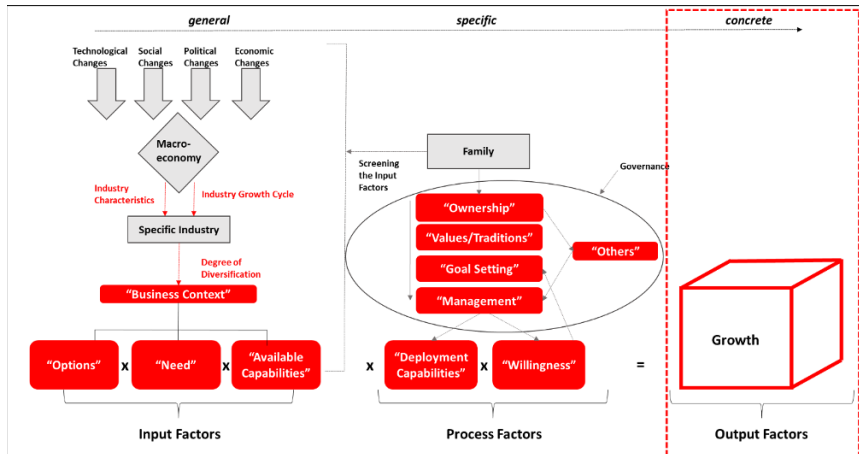 general
specific
concrete
Technological
Changes
Social
Changes
Political
Changes
Economic
Changes
Macro-
economy
Industry
Characteristics
Industry Growth Cycle
Specific Industry
Degree of
Diversification
"Business Context"
"Options"
x
"Need"
x
"Available
Capabilities"
Input Factors
Screening
the Input
Factors
Family
Governance
"Ownership"
"Values/Traditions"
"Others"
"Goal Setting"
"Management"
x
"Deployment
Capabilities"
x
"Willingness"
=
Process Factors
Growth
Output Factors